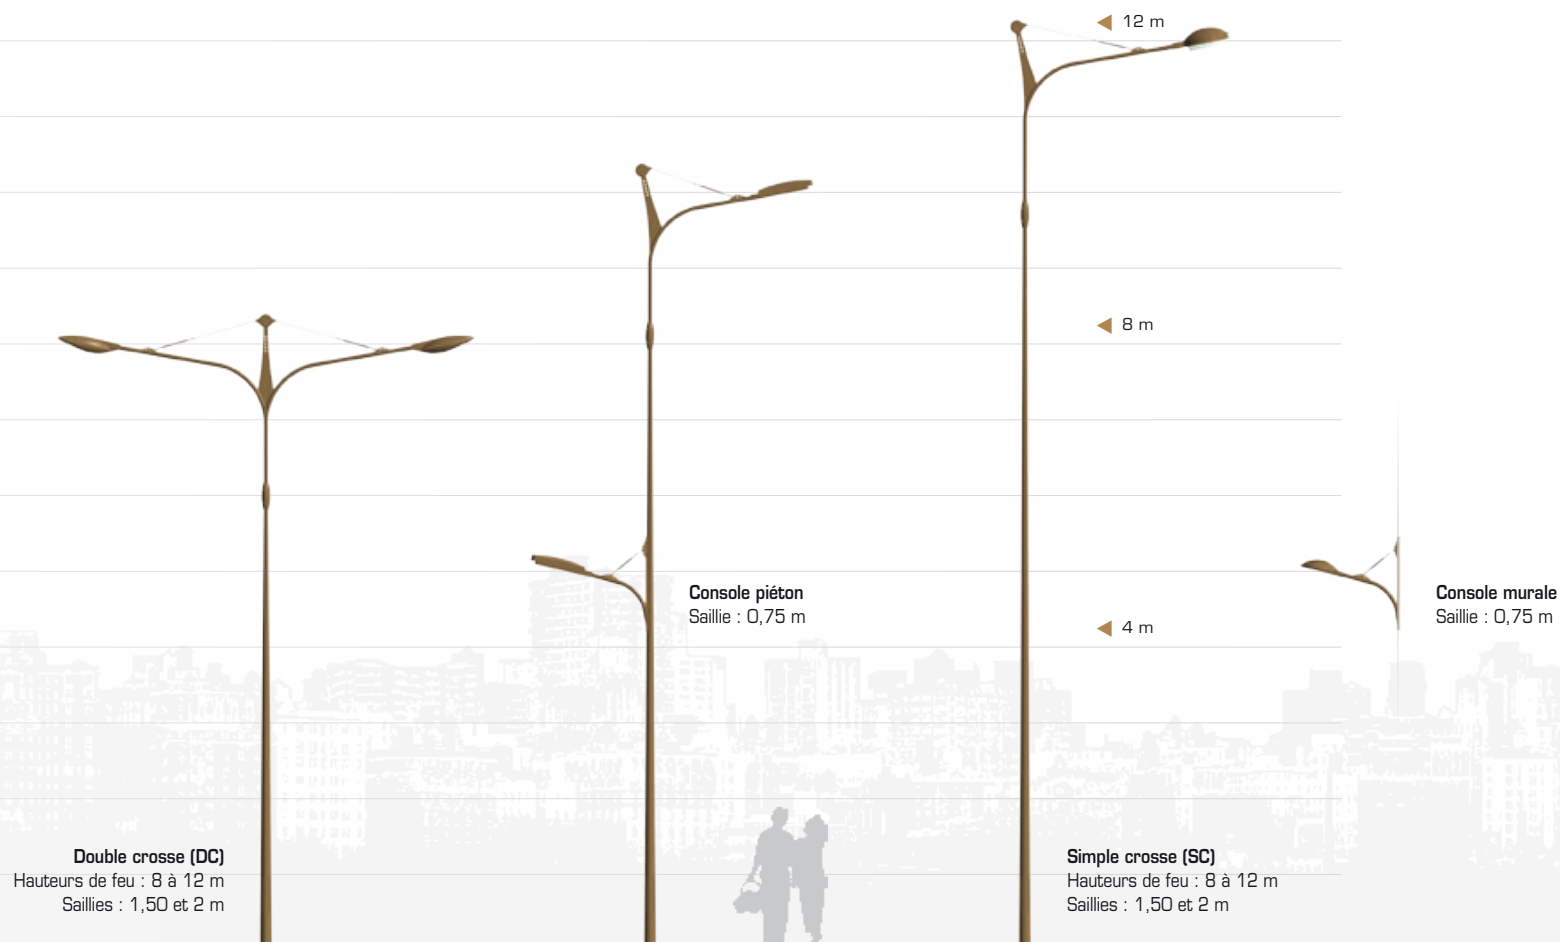 12 m
8 m
Console piéton
Saillie : 0,75 m
Console murale
Saillie : 0,75 m
4 m
Double crosse (DC)
Hauteurs de feu : 8 à 12 m
Saillies : 1,50 et 2 m
Simple crosse (SC)
Hauteurs de feu : 8 à 12 m
Saillies : 1,50 et 2 m